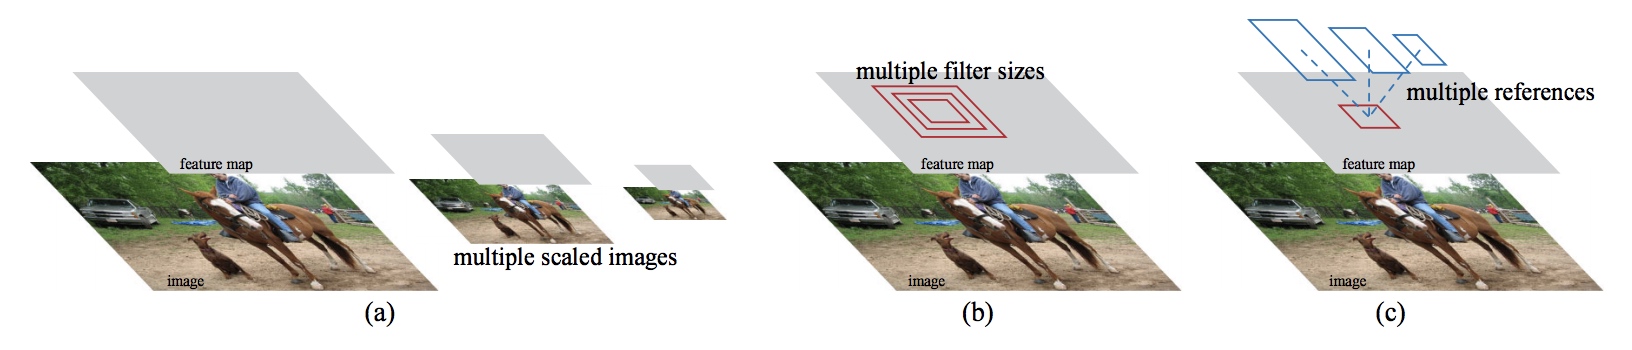 feature map
image
multiple scaled images
(a)
multiple filter sizes
feature map
image
(b)
multiple references
feature map
image
(c)